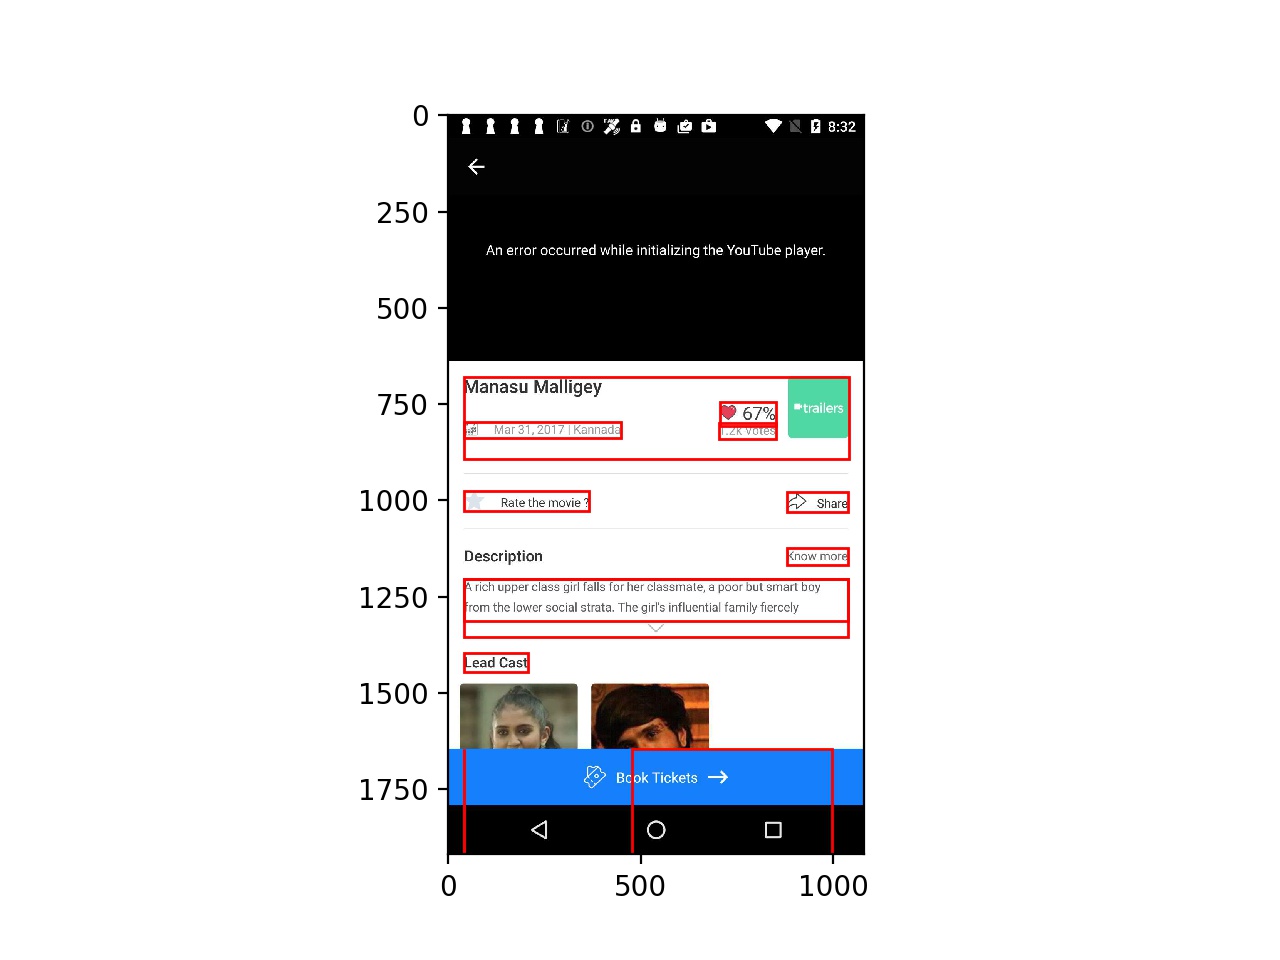 0
250
500
750
1000
1250
1500
1750
8:32
An error occurred while initializing the YouTube player.
Manasu Malligey
67%
trailers
Mar 31, 2017 | Kannada
1.2k Votes
Rate the movie ?
Share
Description
Know more
A rich upper class girl falls for her classmate, a poor but smart boy
from the lower social strata. The girl's influential family fiercely
Lead Cast
Book Tickets
0
500
1000